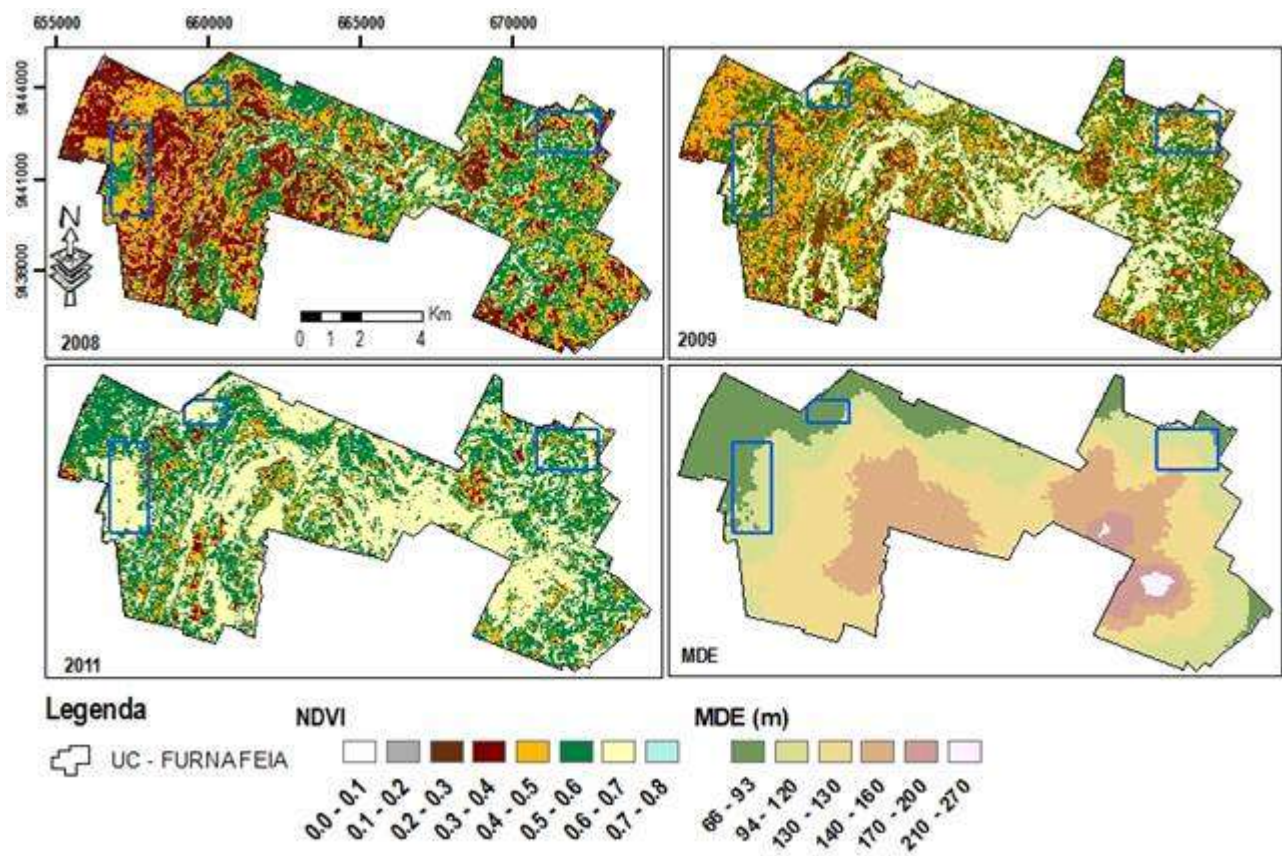 655000 660000 665000 670000
9444000
9441000
9438000
N
Km
0 1 2 4
2008
2009
2011
MDE
Legenda
UC - FURNAFEIA
NDVI
0.0 - 0.1
0.1 - 0.2
0.2 - 0.3
0.3 - 0.4
0.4 - 0.5
0.5 - 0.6
0.6 - 0.7
0.7 - 0.8
MDE (m)
66 - 93
94 - 120
130 - 130
140 - 160
170 - 200
210 - 270